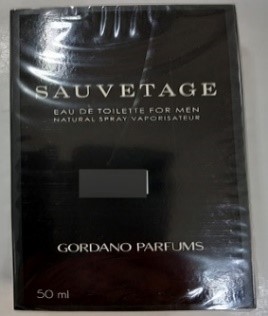 SAUVETAGE
EAU DE TOILETTE FOR MEN
NATURAL SPRAY VAPORISATEUR
GORDANO PARFUMS
50 ml